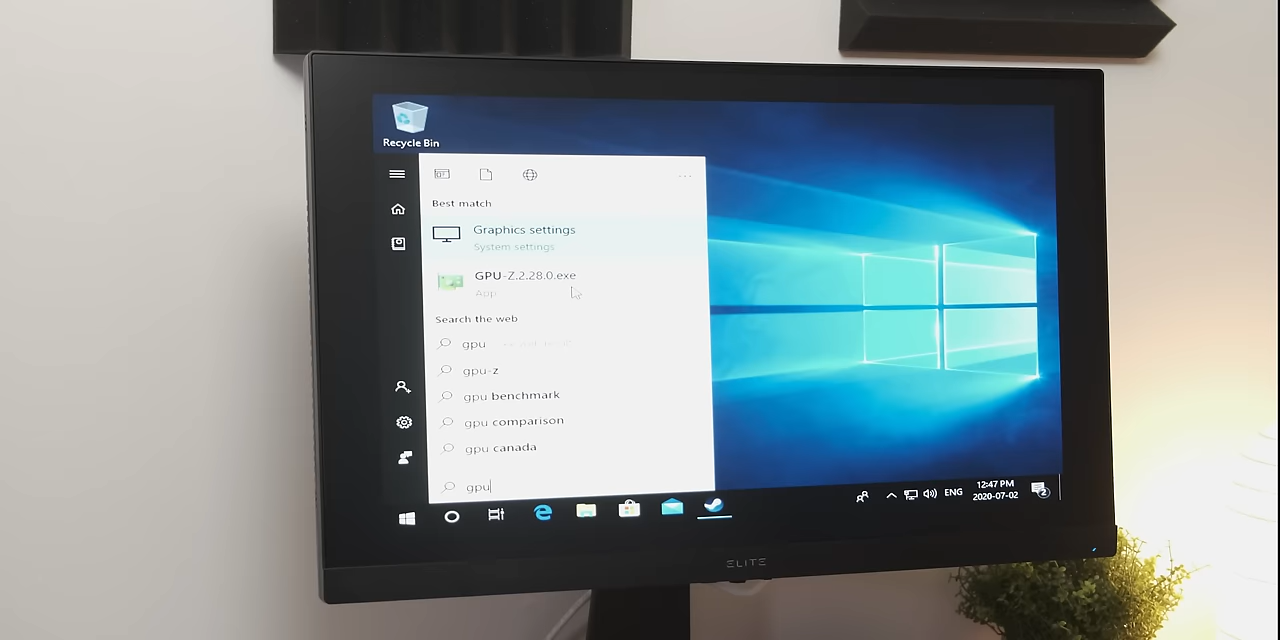 Recycle Bin
...
Best match
Graphics settings
System settings
GPU-Z.2.28.0.exe
App
Search the web
gpu
gpu-z
gpu benchmark
gpu comparison
gpu canada
gpu
ENG
12:47 PM
2020-07-02
2
ELITE